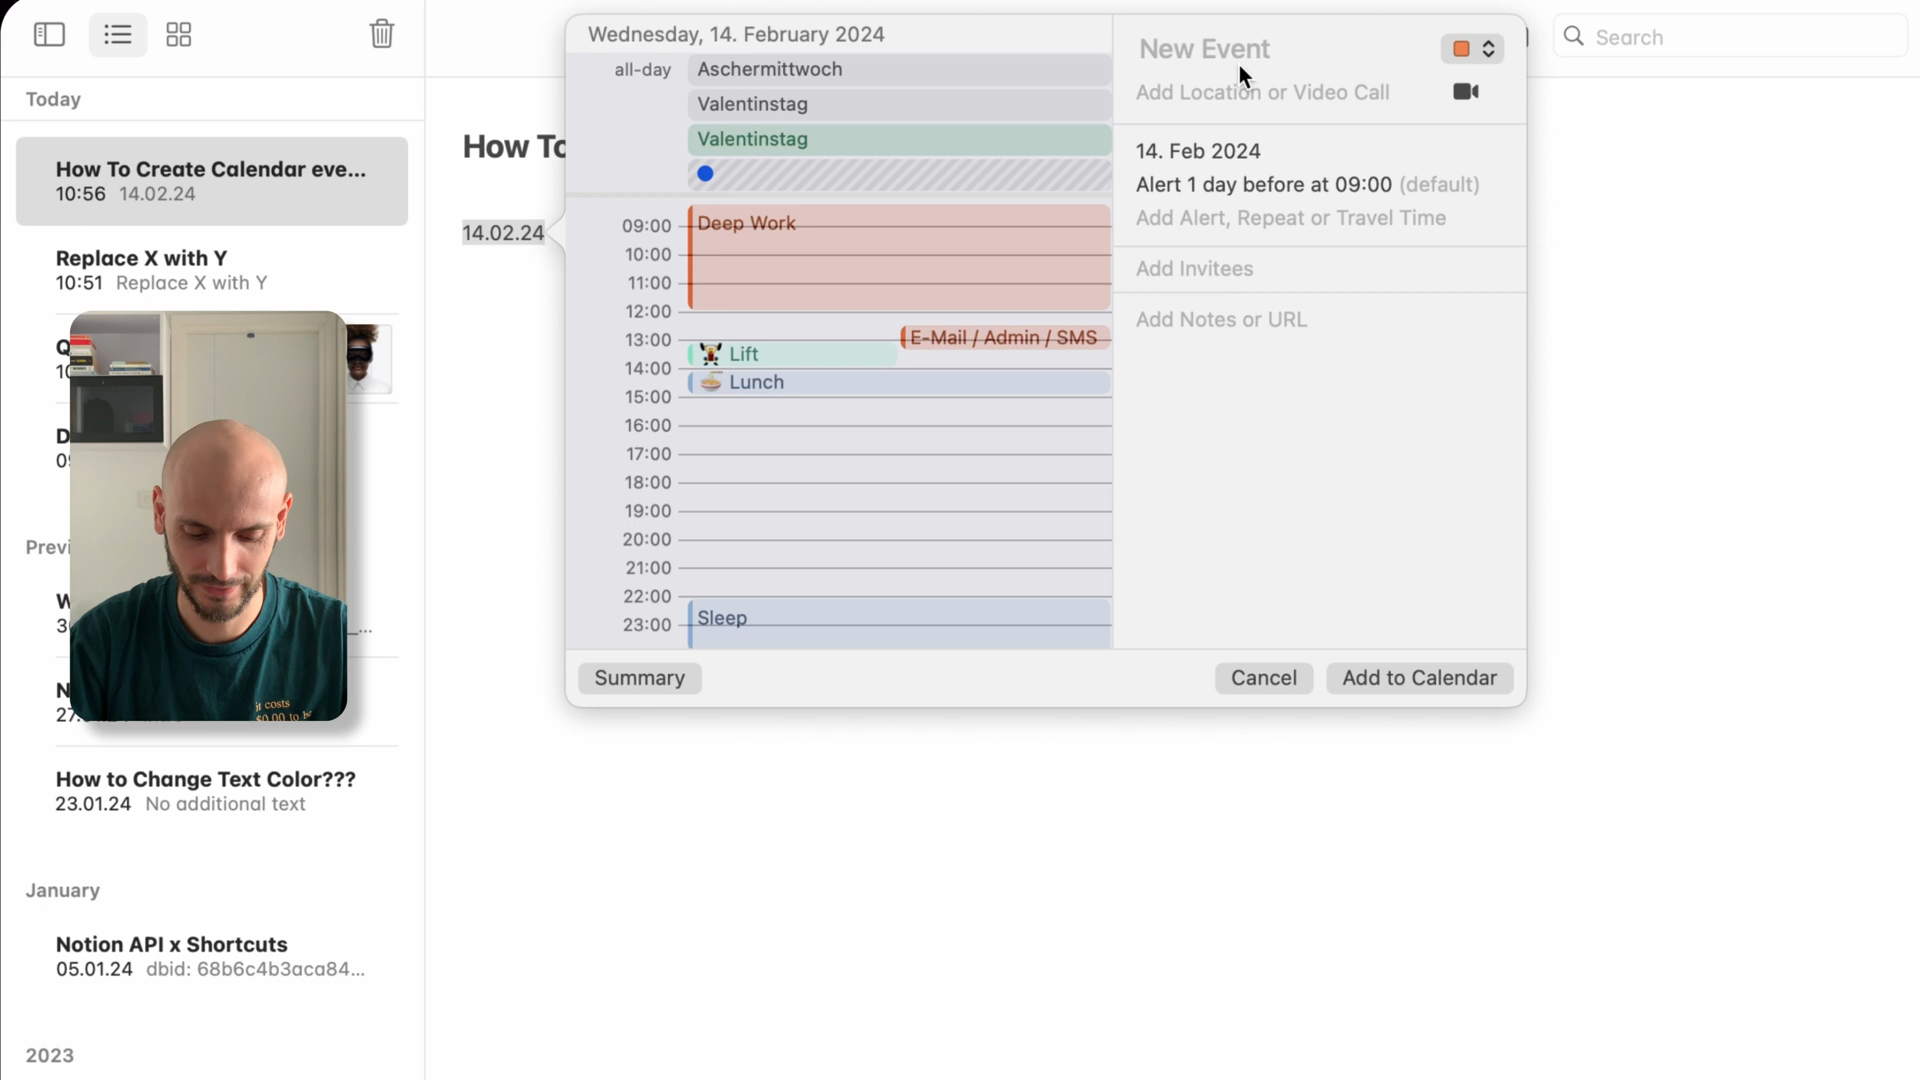 Today
How To Create Calendar eve...
10:56 14.02.24
Replace X with Y
10:51 Replace X with Y
Previ
How to Change Text Color???
23.01.24 No additional text
January
Notion API x Shortcuts
05.01.24 dbid: 68b6c4b3aca84...
2023
it costs
$0.00 to be
How To
14.02.24
Wednesday, 14. February 2024
all-day
Aschermittwoch
Valentinstag
Valentinstag
09:00 Deep Work
10:00
11:00
12:00
13:00 E-Mail / Admin / SMS
Lift
14:00
Lunch
15:00
16:00
17:00
18:00
19:00
20:00
21:00
22:00
Sleep
23:00
Summary
New Event
Add Location or Video Call
14. Feb 2024
Alert 1 day before at 09:00 (default)
Add Alert, Repeat or Travel Time
Add Invitees
Add Notes or URL
Cancel
Add to Calendar
Search